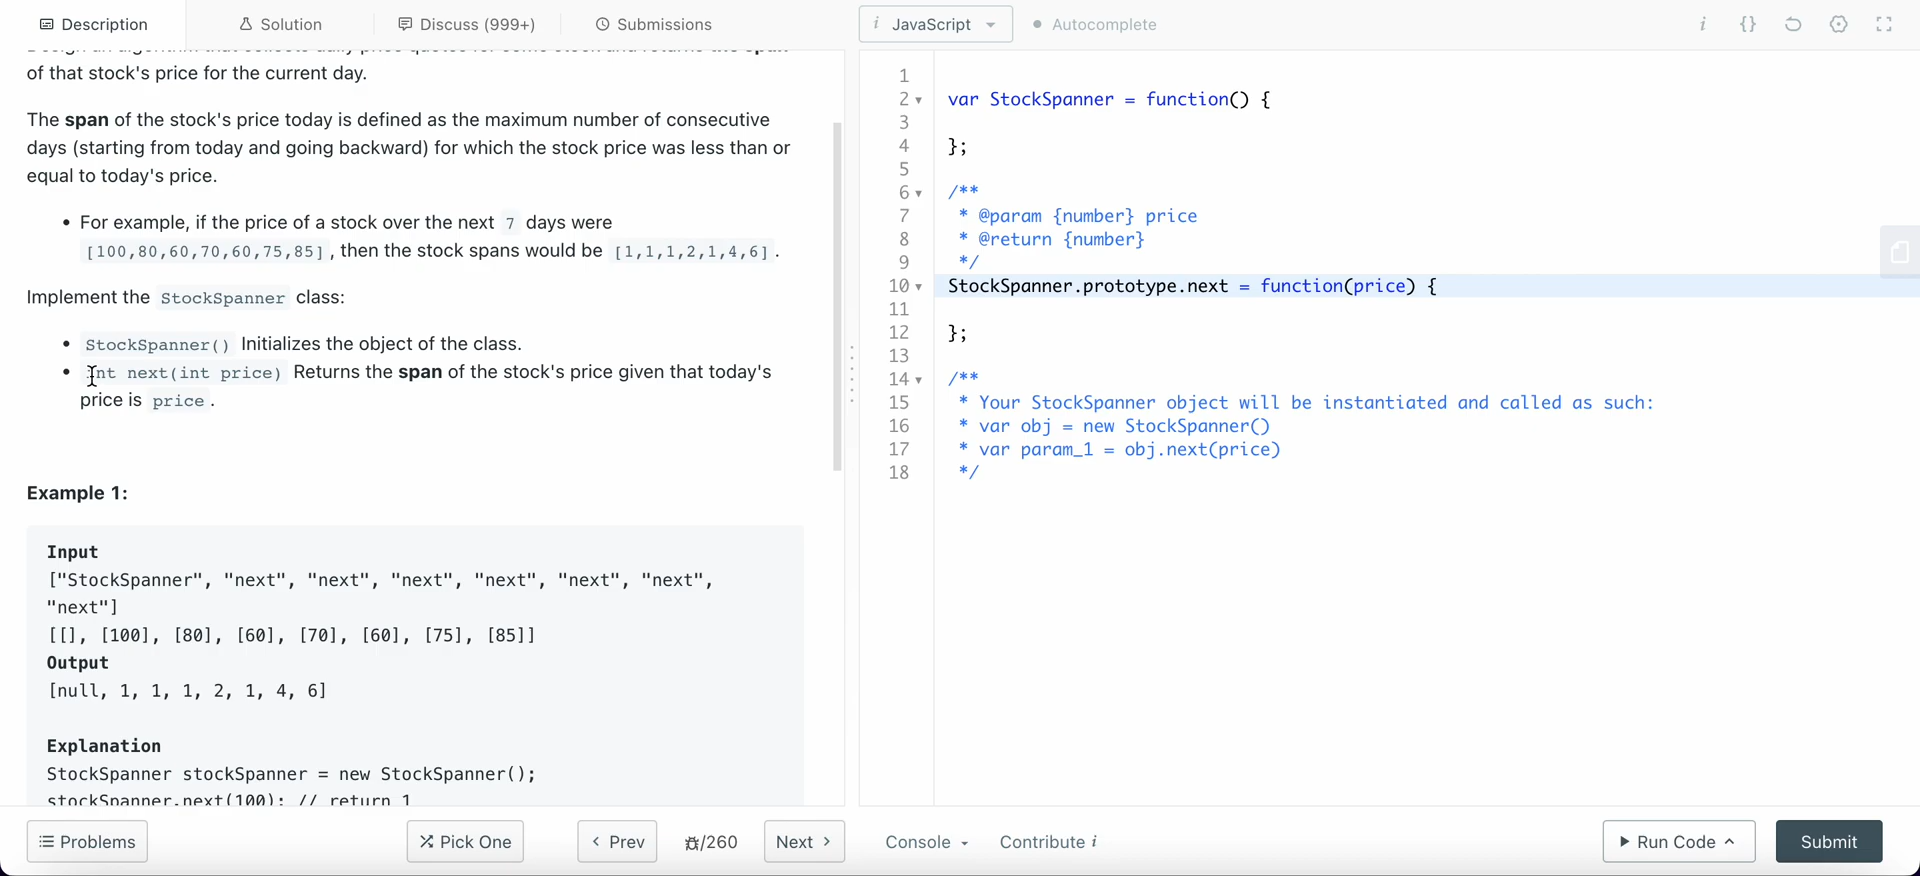 Description
Solution
Discuss (999+)
Submissions
i JavaScript
Autocomplete
i {}
of that stock's price for the current day.
The span of the stock's price today is defined as the maximum number of consecutive
days (starting from today and going backward) for which the stock price was less than or
equal to today's price.
• For example, if the price of a stock over the next 7 days were
[100,80,60,70,60,75,85], then the stock spans would be [1,1,1,2,1,4,6].
Implement the StockSpanner class:
• StockSpanner() Initializes the object of the class.
• int next(int price) Returns the span of the stock's price given that today's
price is price.
Example 1:
Input
["StockSpanner", "next", "next", "next", "next", "next", "next",
"next"]
[[], [100], [80], [60], [70], [60], [75], [85]]
Output
[null, 1, 1, 1, 2, 1, 4, 6]
Explanation
StockSpanner stockSpanner = new StockSpanner();
stockSpanner.next(100); // return 1
1
2 var StockSpanner = function() {
3
4 };
5
6 /**
7 * @param {number} price
8 * @return {number}
9 */
10 StockSpanner.prototype.next = function(price) {
11
12 };
13
14 /**
15 * Your StockSpanner object will be instantiated and called as such:
16 * var obj = new StockSpanner()
17 * var param_1 = obj.next(price)
18 */
Problems
Pick One
< Prev
/260
Next >
Console
Contribute i
Run Code
Submit